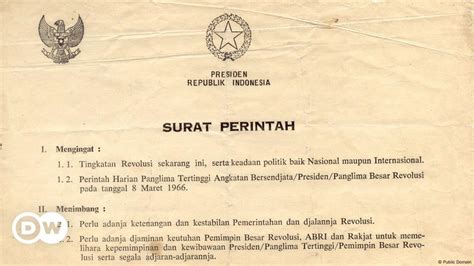 PRESIDEN
REPUBLIK INDONESIA
SURAT PERINTAH
I. Mengingat :
1.1. Tingkatan Revolusi sekarang ini, serta keadaan politik baik Nasional maupun Internasional.
1.2. Perintah Harian Panglima Tertinggi Angkatan Bersendjata/Presiden/Panglima Besar Revolusi
pada tanggal 8 Maret 1966.
II. Menimbang :
1. Perlu adanja ketenangan dan kestabilan Pemerintahan dan djalannja Revolusi.
Perlu adanja djaminan keutuhan Pemimpin Besar Revolusi, ABRI dan Rakjat untuk meme-
lihara kepemimpinan dan kewibawaan Presiden/Panglima Tertinggi/Pemimpin Besar Revolu-
si serta segala adjaran-adjarannja.
DW
© Public Domain